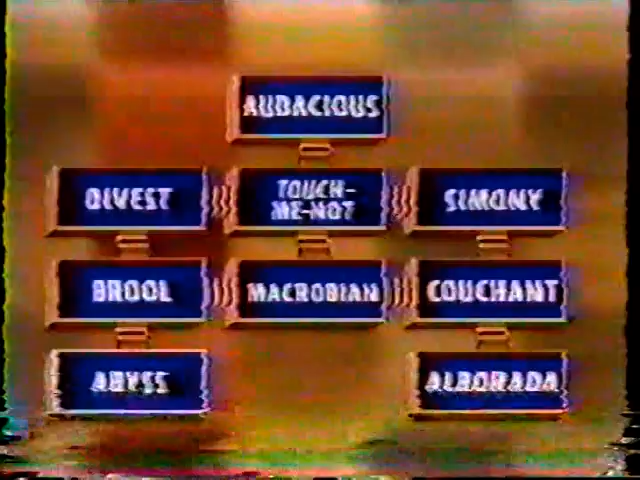 AUDACIOUS
DIVEST
TOUCH-
ME-NOT
SIMONY
BROOL
MACROBIAN
COUCHANT
ABYSS
ALBORADA